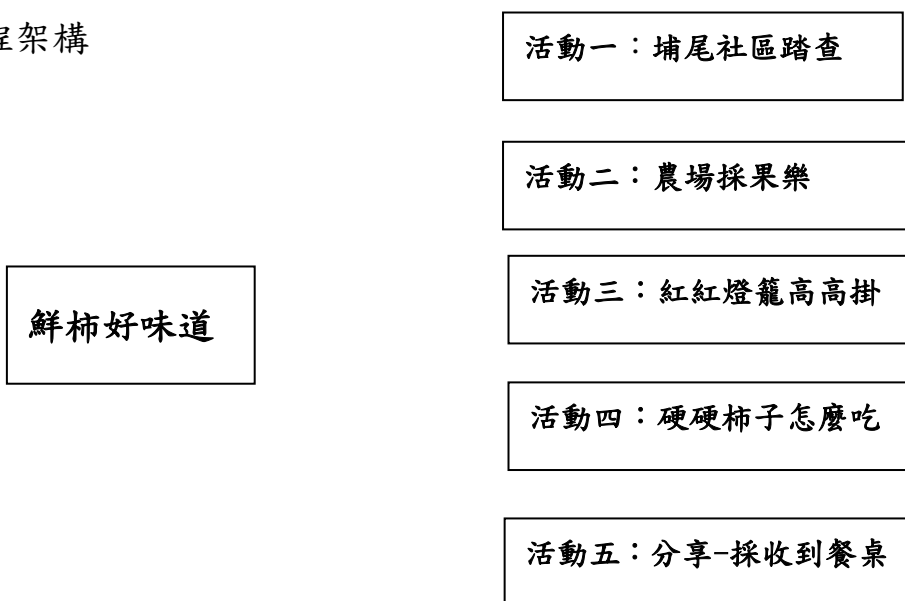 架構
活動一：埔尾社區踏查
活動二：農場採果樂
活動三：紅紅燈籠高高掛
鮮柿好味道
活動四：硬硬柿子怎麼吃
活動五：分享-採收到餐桌